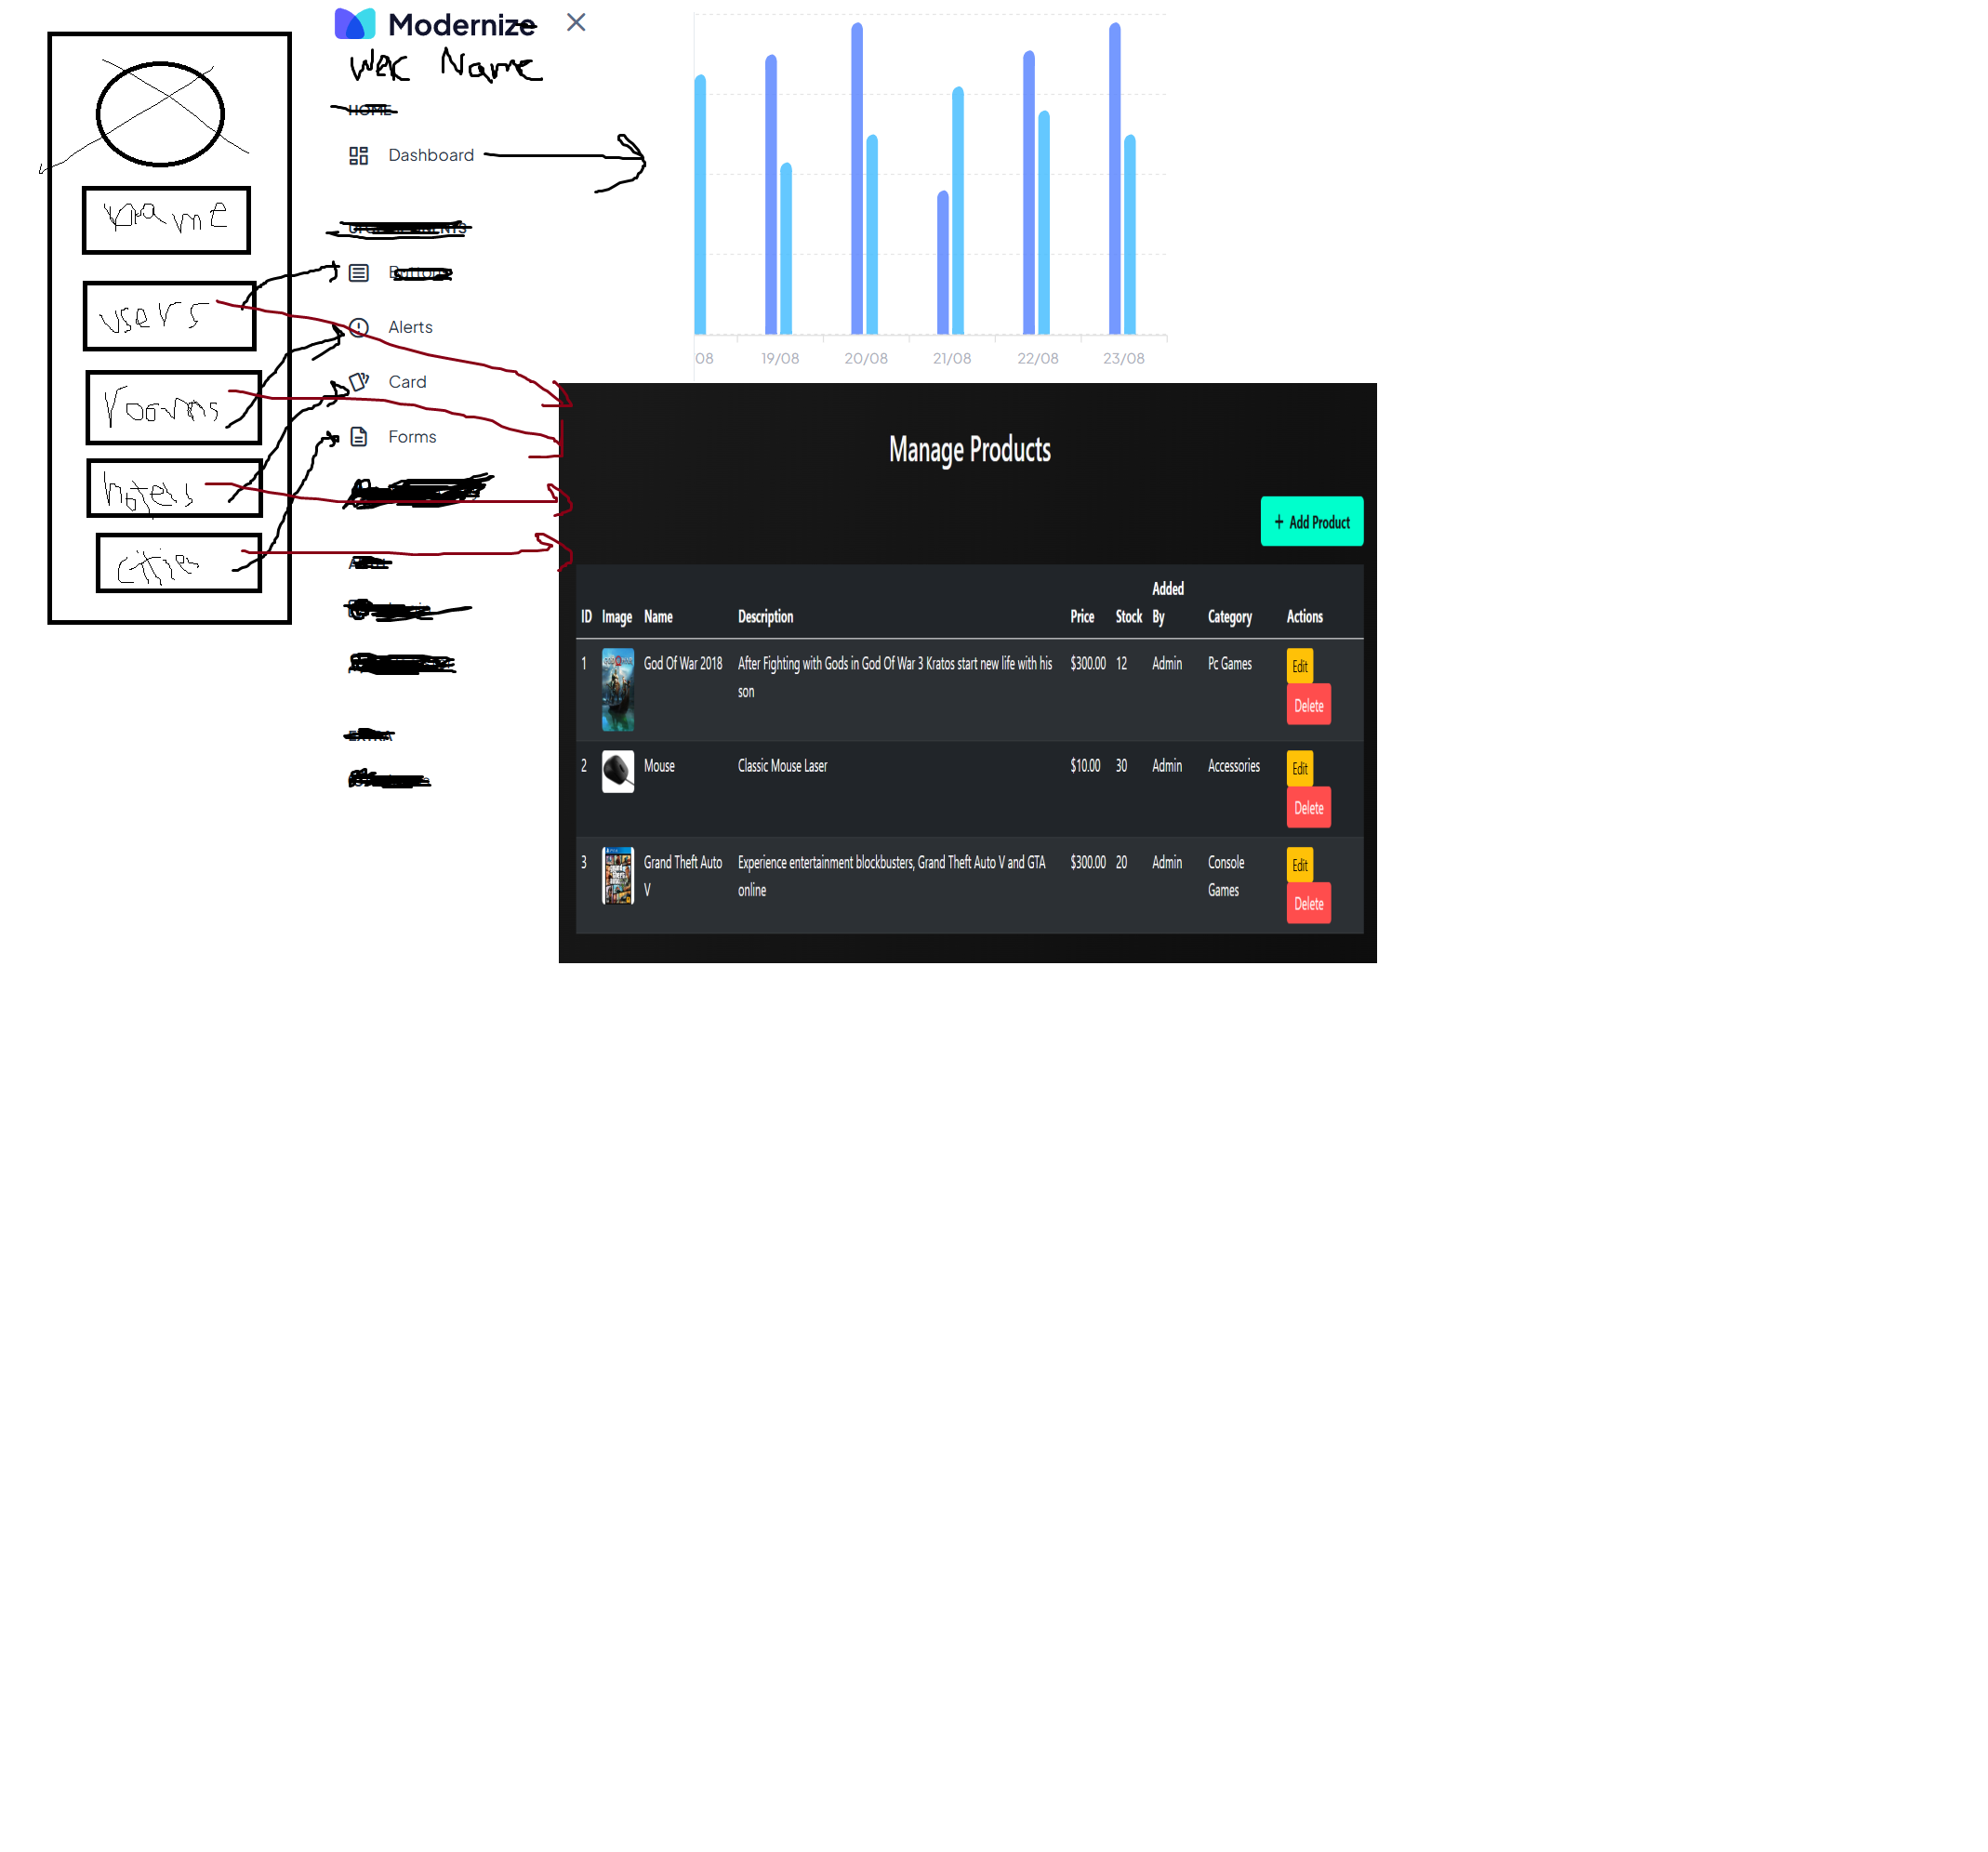 name
users
rooms
hotels
cities
Modernize
Name
HOME
Dashboard
Alerts
Card
Forms
EXTRA
08
19/08
20/08
21/08
22/08
23/08
Manage Products
+ Add Product
ID Image Name Description Price Stock Added By Category Actions
1 God Of War 2018 After Fighting with Gods in God Of War 3 Kratos start new life with his $300.00 12 Admin Pc Games Edit
son
Delete
2 Mouse Classic Mouse Laser $10.00 30 Admin Accessories Edit
Delete
3 Grand Theft Auto Experience entertainment blockbusters, Grand Theft Auto V and GTA $300.00 20 Admin Console Edit
V online Games
Delete